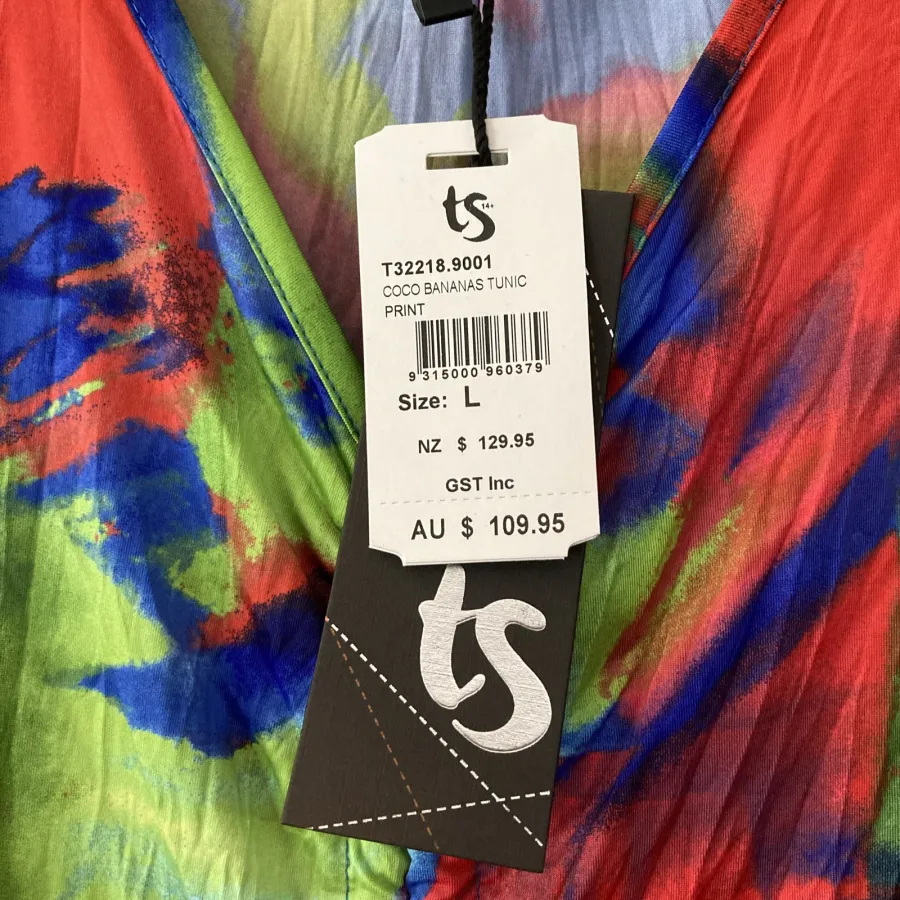 ts 14+
T32218.9001
COCO BANANAS TUNIC
PRINT
9 315000 960379
Size: L
NZ $ 129.95
GST Inc
AU $ 109.95
ts